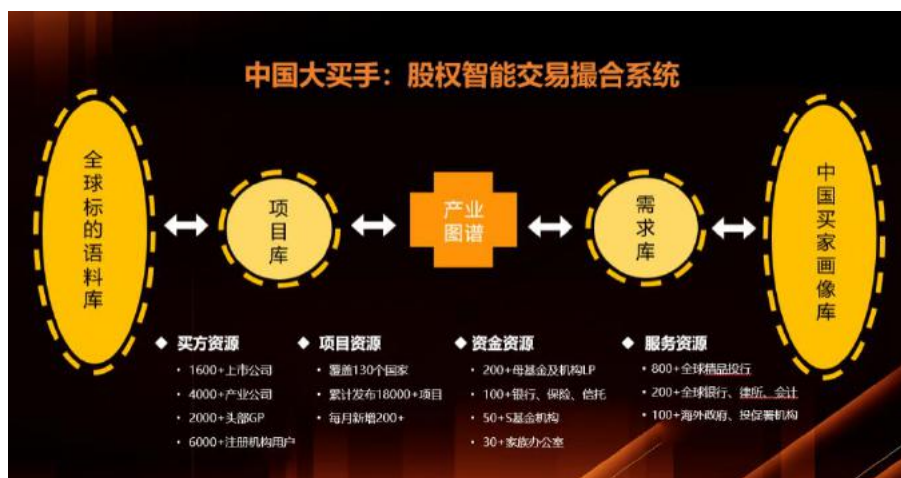 中国大买手：股权智能交易撮合系统
全球标的语料库
项目库
产业
图谱
需求库
中国买家画像库
◆ 买方资源
• 1600+上市公司
• 4000+产业公司
• 2000+头部GP
• 6000+注册机构用户
◆ 项目资源
• 覆盖130个国家
• 累计发布18000+项目
• 每月新增200+
◆ 资金资源
• 200+母基金及机构LP
• 100+银行、保险、信托
• 50+S基金机构
• 30+家族办公室
◆ 服务资源
• 800+全球精品投行
• 200+全球银行、律所、会计
• 100+海外政府、投促署机构